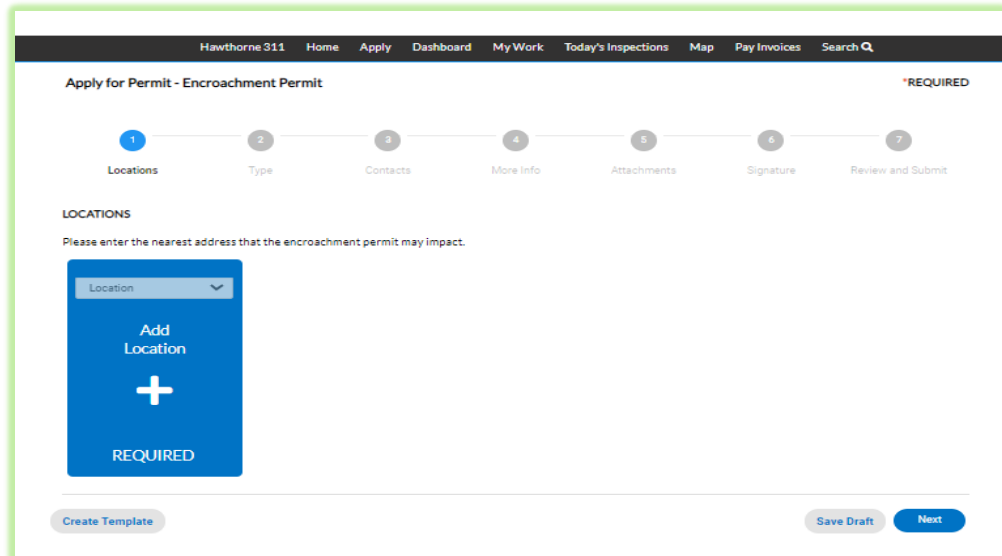 Hawthorne 311 Home Apply Dashboard My Work Today's Inspections Map Pay Invoices Search
Apply for Permit - Encroachment Permit *REQUIRED
1 2 3 4 5 6 7
Locations Type Contacts More Info Attachments Signature Review and Submit
LOCATIONS
Please enter the nearest address that the encroachment permit may impact.
Location
Add
Location
REQUIRED
Create Template Save Draft Next